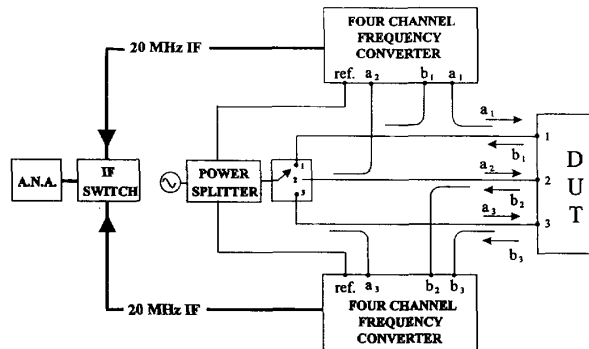 FOUR CHANNEL
FREQUENCY
CONVERTER
ref. a2 b1 a1
20 MHz IF
a1
1
b1
a2
2
b2
a3
3
b3
D
U
T
A.N.A.
IF
SWITCH
POWER
SPLITTER
1
2
3
ref. a3 b2 b3
FOUR CHANNEL
FREQUENCY
CONVERTER
20 MHz IF